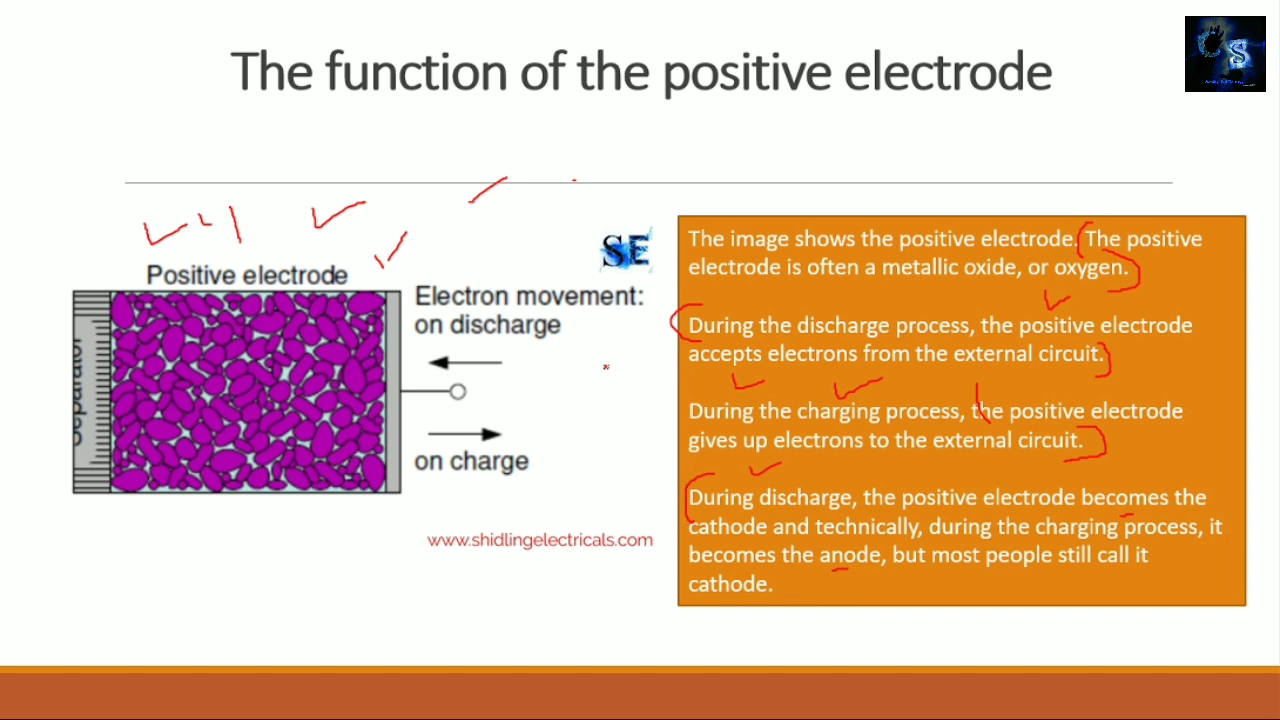 The function of the positive electrode
CS
SE
Positive electrode
Electron movement:
on discharge
Separator
on charge
www.shidlingelectricals.com
The image shows the positive electrode. The positive
electrode is often a metallic oxide, or oxygen.
During the discharge process, the positive electrode
accepts electrons from the external circuit.
During the charging process, the positive electrode
gives up electrons to the external circuit.
During discharge, the positive electrode becomes the
cathode and technically, during the charging process, it
becomes the anode, but most people still call it
cathode.